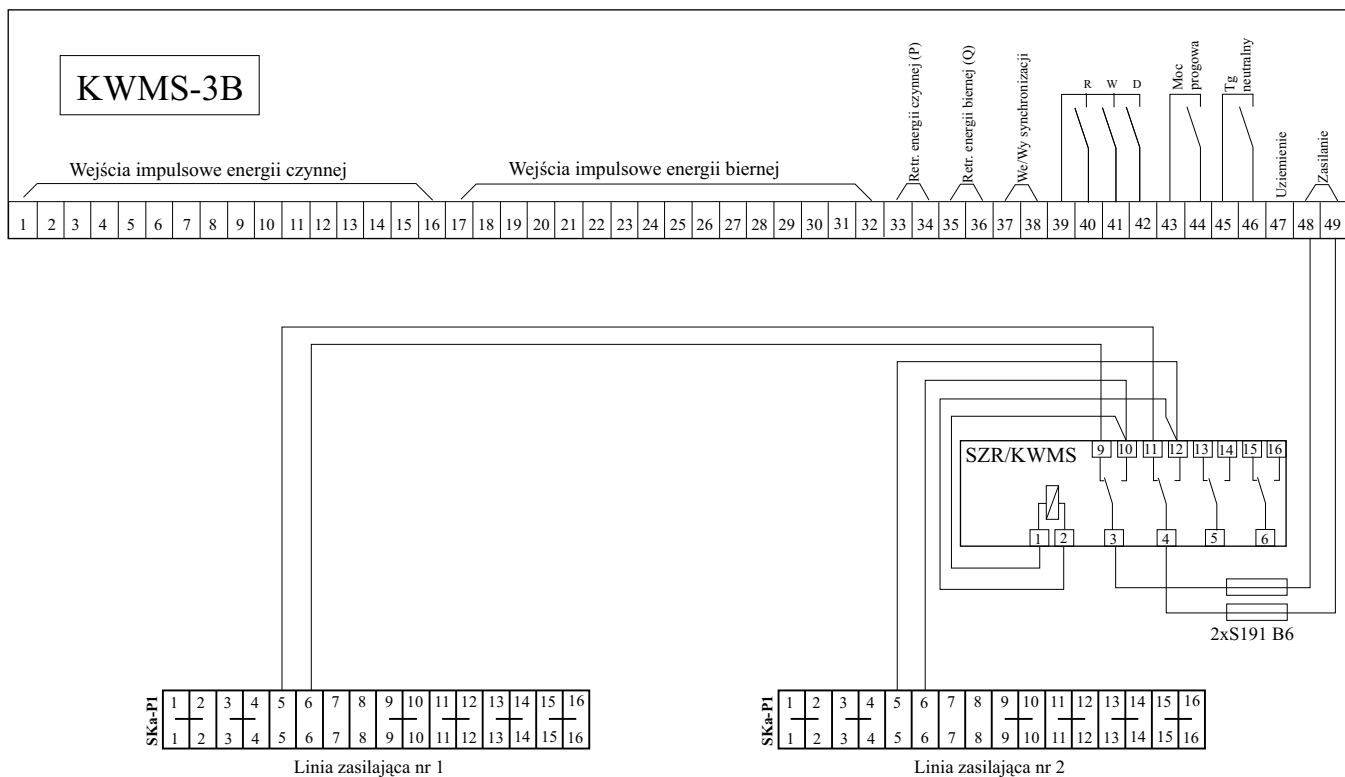 KWMS-3B
Wejścia impulsowe energii czynnej
Wejścia impulsowe energii biernej
Retr. energii czynnej (P)
Retr. energii biernej (Q)
We/Wy synchronizacji
R W D
Moc
progowa
Tg
neutralny
Uziemienie
Zasilanie
1 2 3 4 5 6 7 8 9 10 11 12 13 14 15 16 17 18 19 20 21 22 23 24 25 26 27 28 29 30 31 32 33 34 35 36 37 38 39 40 41 42 43 44 45 46 47 48 49
SZR/KWMS
9 10 11 12 13 14 15 16
1 2 3 4 5 6
2xS191 B6
SKa-P1
1 2 3 4 5 6 7 8 9 10 11 12 13 14 15 16
1 2 3 4 5 6 7 8 9 10 11 12 13 14 15 16
Linia zasilająca nr 1
SKa-P1
1 2 3 4 5 6 7 8 9 10 11 12 13 14 15 16
1 2 3 4 5 6 7 8 9 10 11 12 13 14 15 16
Linia zasilająca nr 2